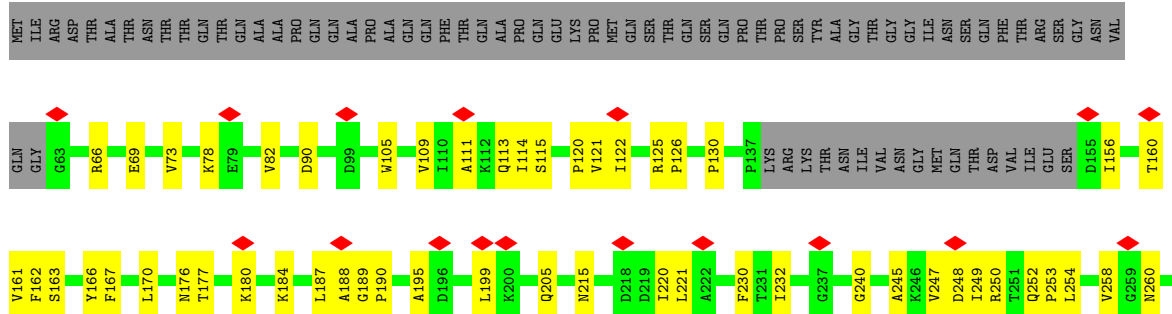 MET ILE ARG ASP THR ALA THR ASN THR THR GLN THR GLN ALA ALA PRO GLN GLN ALA PRO ALA GLN GLN PHE THR GLN ALA PRO GLN GLU LYS PRO MET GLN SER THR GLN SER GLN PRO THR PRO SER TYR ALA GLY THR GLY GLY ILE ASN SER GLN PHE THR ARG SER GLY ASN VAL
GLN GLY G63 R66 E69 V73 K78 E79 V82 D90 D99 W105 V109 I110 A111 K112 Q113 I114 S115 P120 V121 I122 R125 P126 P130 P137 LYS ARG LYS THR ASN ILE VAL ASN GLY MET GLN THR ASP VAL ILE GLU SER D155 I156 T160
V161 F162 S163 Y166 F167 L170 N176 T177 K180 K184 L187 A188 G189 P190 A195 D196 L199 K200 Q205 N215 D218 D219 I220 L221 A222 F230 T231 I232 G237 G240 A245 K246 V247 D248 I249 R250 T251 Q252 P253 L254 V258 G259 N260